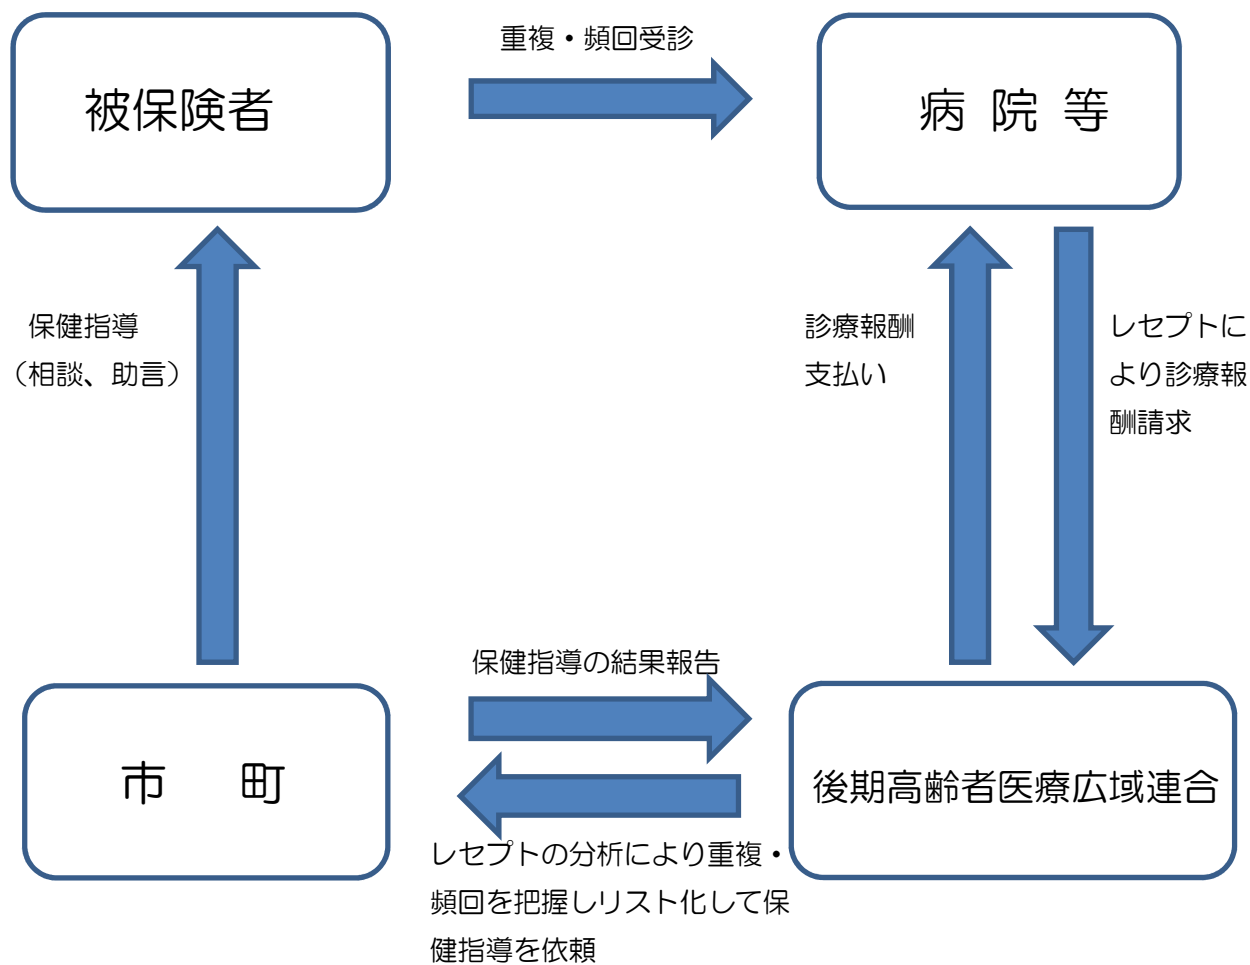 重複・頻回受診
被保険者
病 院 等
保健指導
（相談、助言）
診療報酬
支払い
レセプトに
より診療報
酬請求
保健指導の結果報告
市 町
後期高齢者医療広域連合
レセプトの分析により重複・
頻回を把握しリスト化して保
健指導を依頼